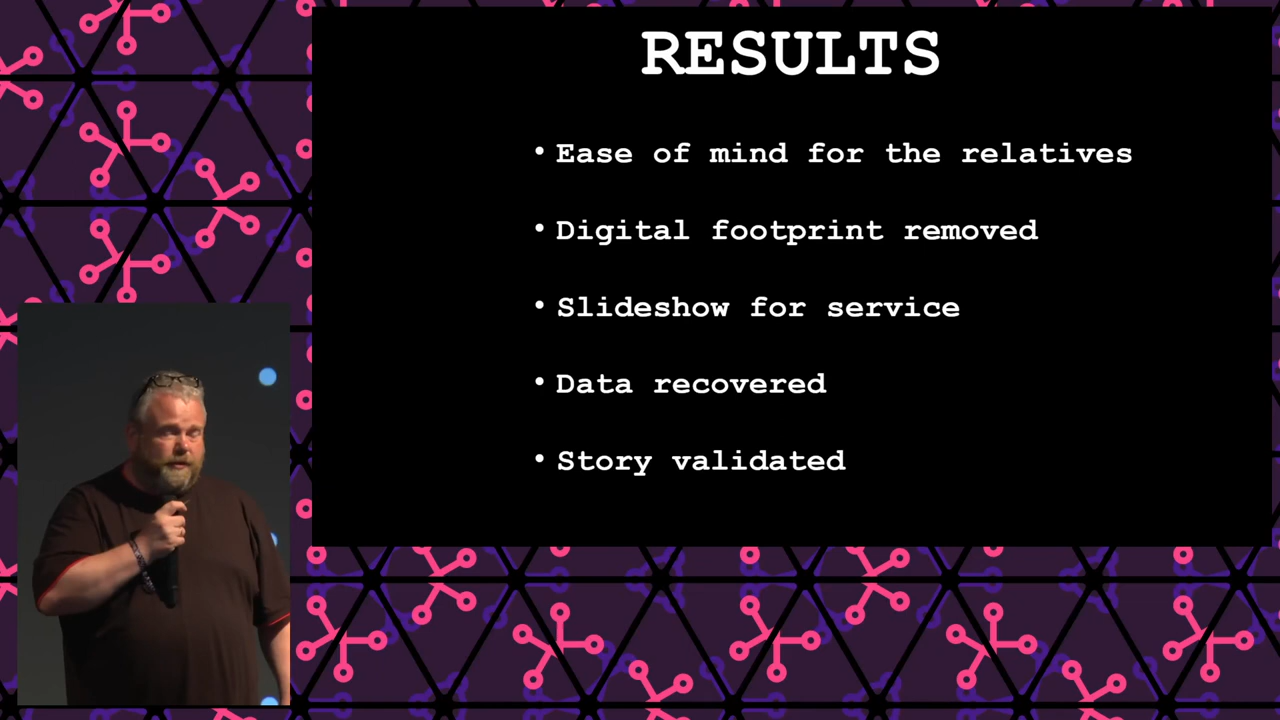 RESULTS
• Ease of mind for the relatives
• Digital footprint removed
• Slideshow for service
• Data recovered
• Story validated